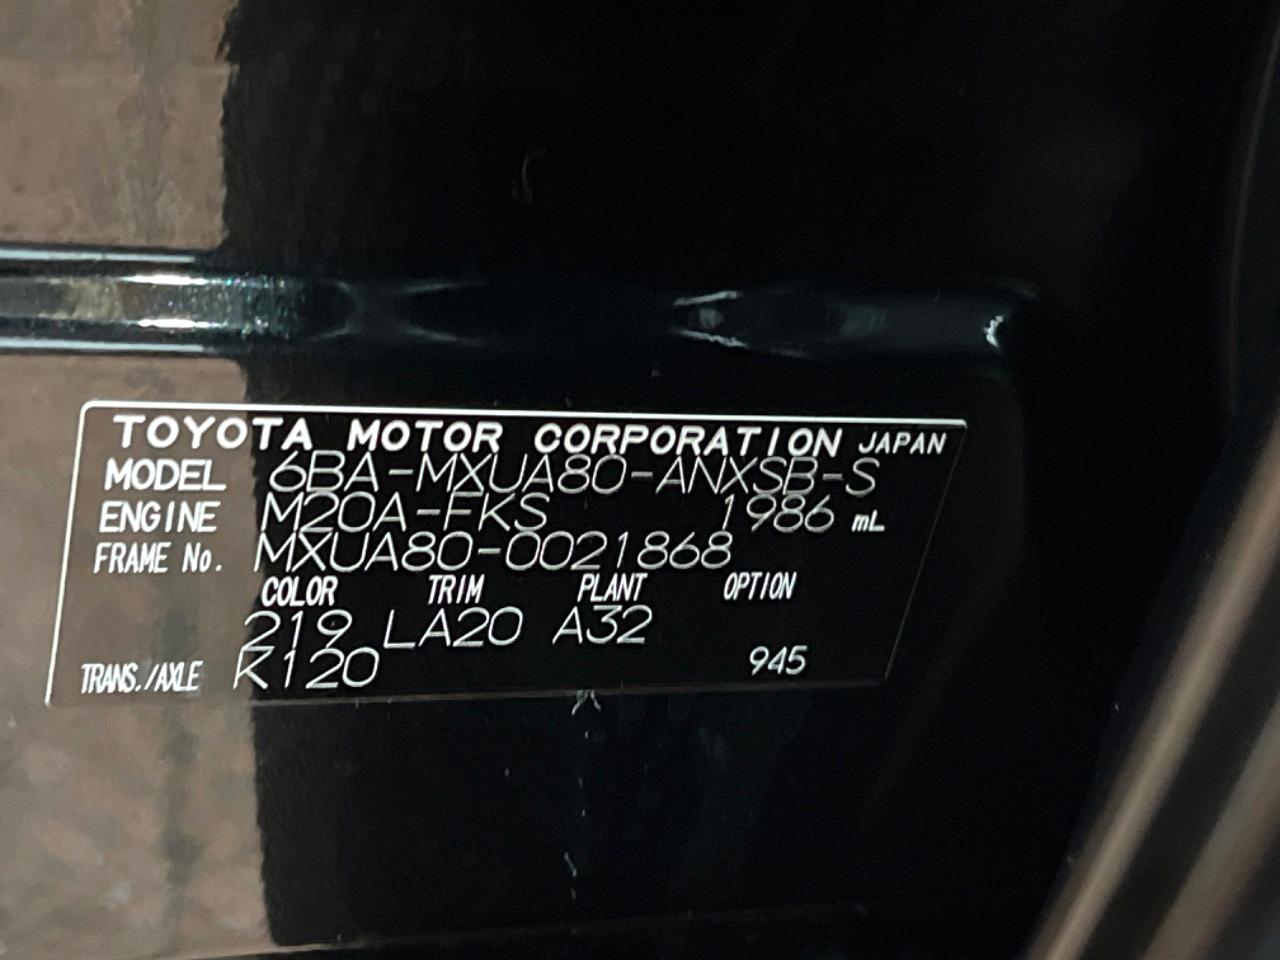 TOYOTA MOTOR CORPORATION JAPAN
MODEL 6BA-MXUA80-ANXSB-S
ENGINE M20A-FKS 1986 mL
FRAME No. MXUA80-0021868
COLOR TRIM PLANT OPTION
219 LA20 A32
TRANS./AXLE K120 945